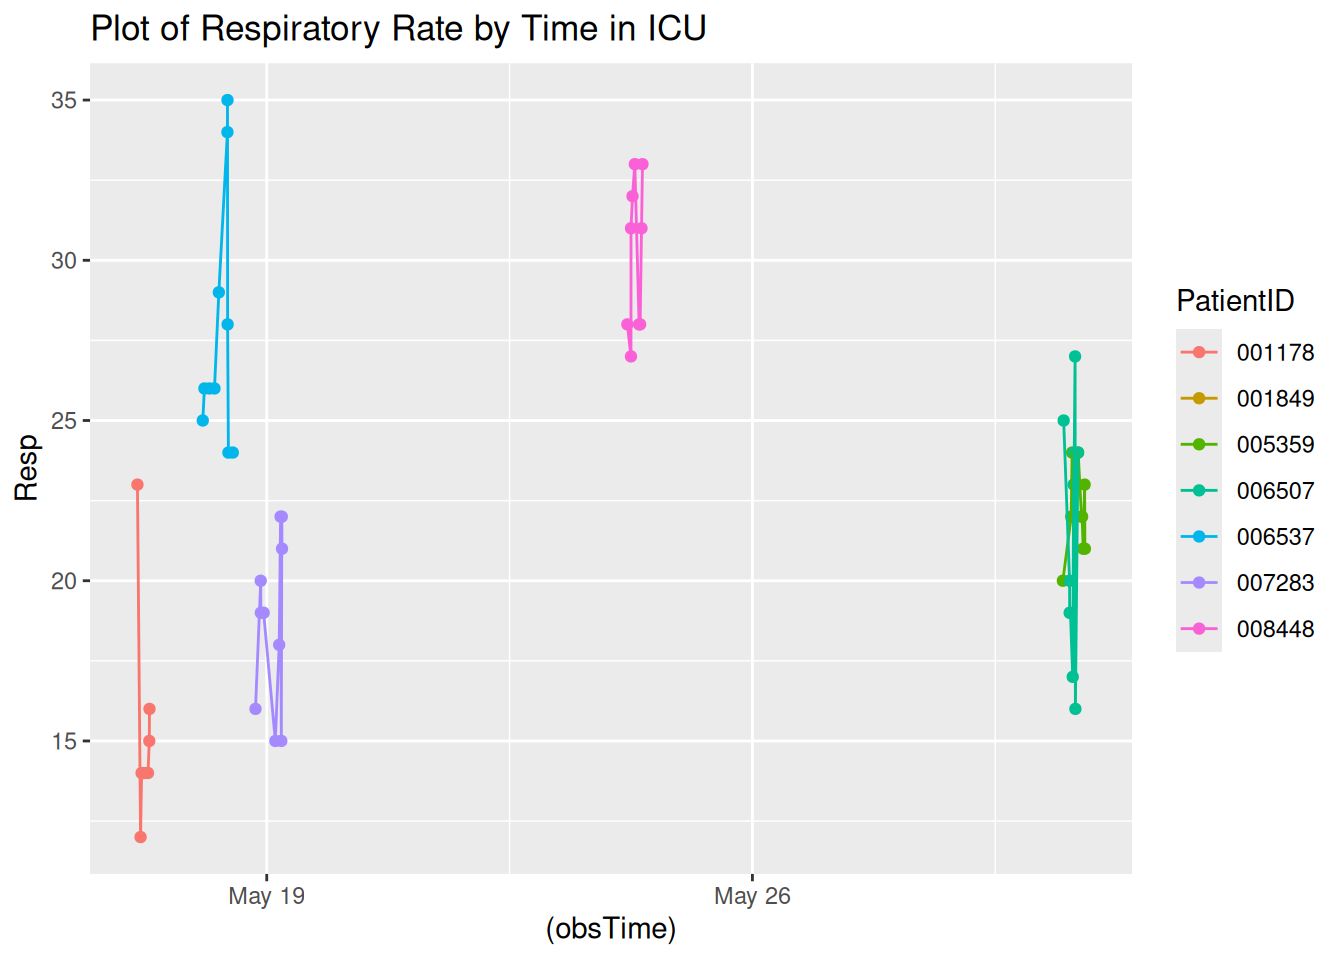 Plot of Respiratory Rate by Time in ICU
35
30
25
20
15
Resp
May 19
May 26
(obsTime)
PatientID
001178
001849
005359
006507
006537
007283
008448